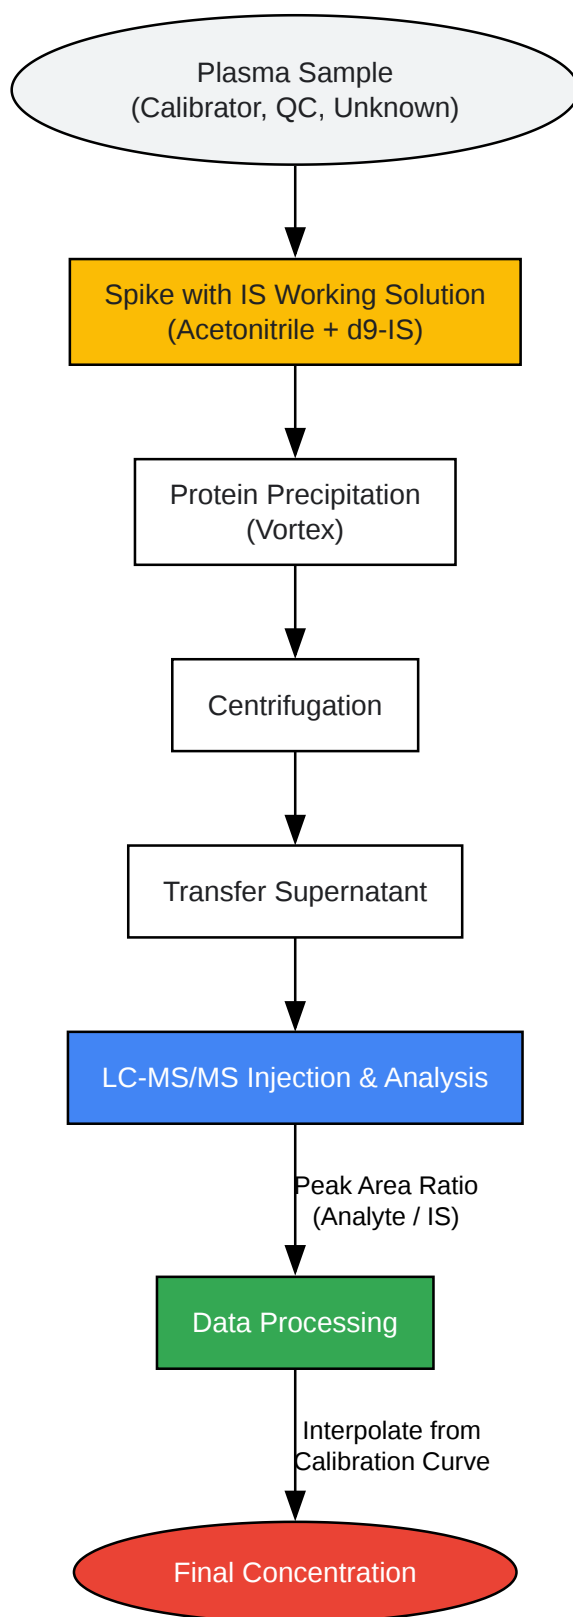 Plasma Sample
(Calibrator, QC, Unknown)
Spike with IS Working Solution
(Acetonitrile + d9-IS)
Protein Precipitation
(Vortex)
Centrifugation
Transfer Supernatant
LC-MS/MS Injection & Analysis
Peak Area Ratio
(Analyte / IS)
Data Processing
Interpolate from
Calibration Curve
Final Concentration